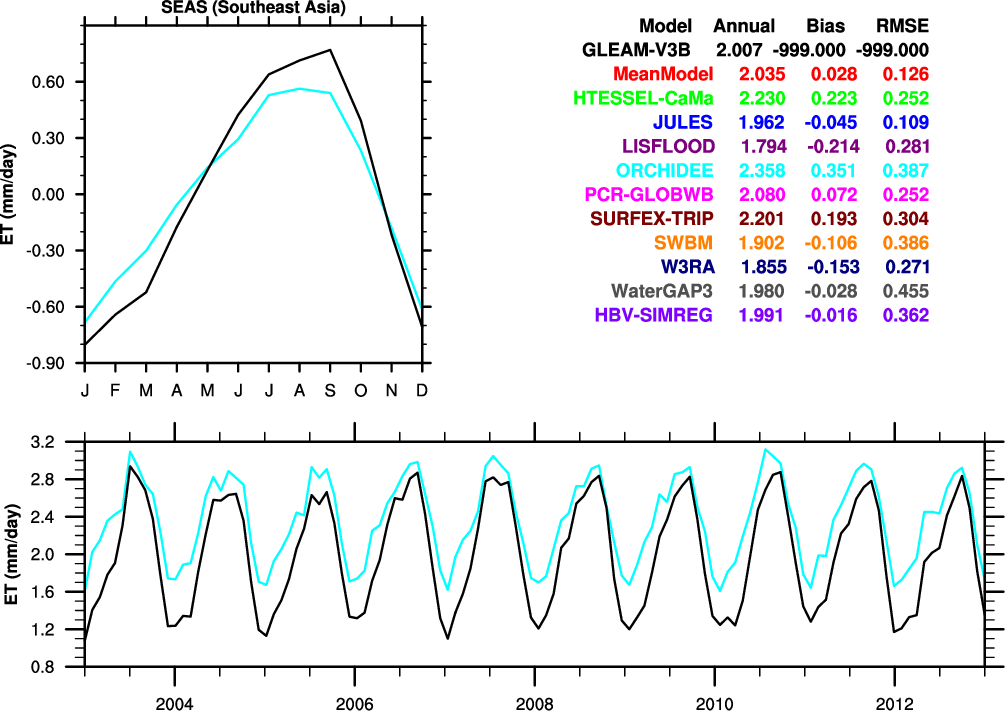 SEAS (Southeast Asia)
ET (mm/day)
0.60
0.30
0.00
-0.30
-0.60
-0.90
J F M A M J J A S O N D
Model Annual Bias RMSE
GLEAM-V3B 2.007 -999.000 -999.000
MeanModel 2.035 0.028 0.126
HTESSEL-CaMa 2.230 0.223 0.252
JULES 1.962 -0.045 0.109
LISFLOOD 1.794 -0.214 0.281
ORCHIDEE 2.358 0.351 0.387
PCR-GLOBWB 2.080 0.072 0.252
SURFEX-TRIP 2.201 0.193 0.304
SWBM 1.902 -0.106 0.386
W3RA 1.855 -0.153 0.271
WaterGAP3 1.980 -0.028 0.455
HBV-SIMREG 1.991 -0.016 0.362
ET (mm/day)
3.2
2.8
2.4
2.0
1.6
1.2
0.8
2004 2006 2008 2010 2012